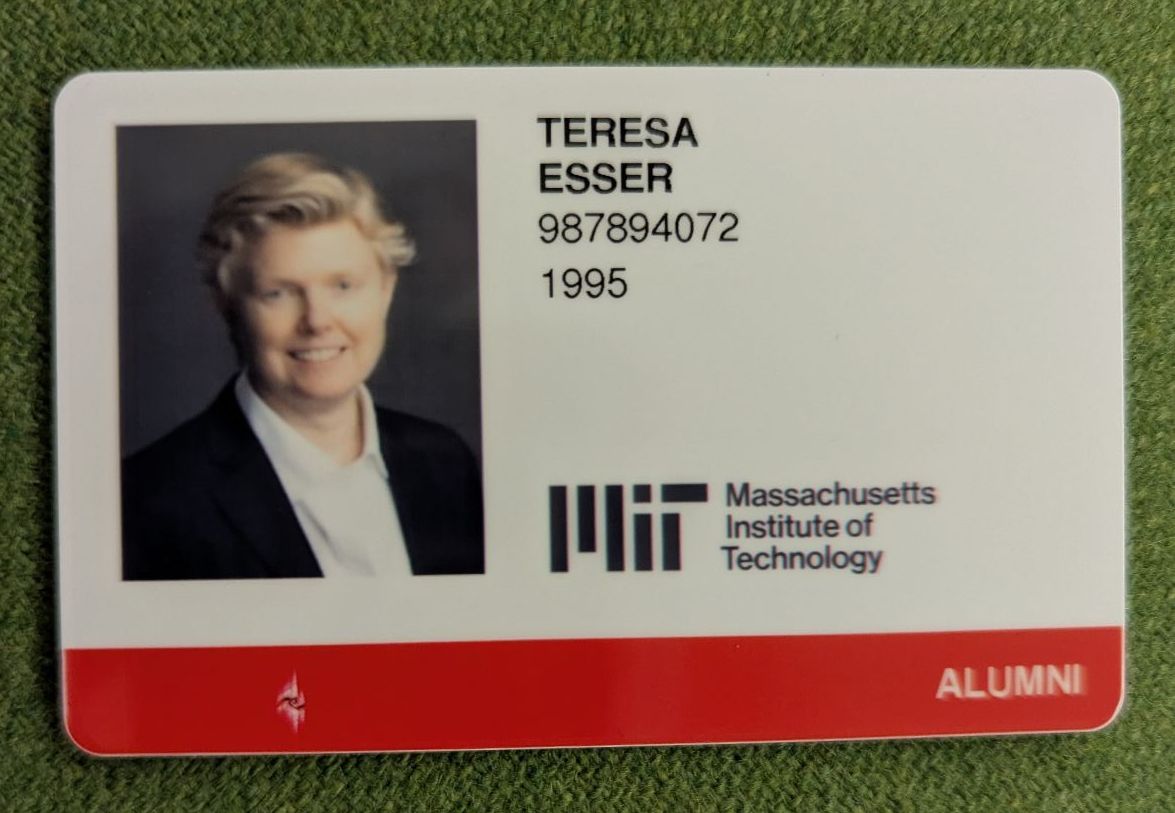 TERESA
ESSER
987894072
1995
MIT Massachusetts
Institute of
Technology
ALUMNI